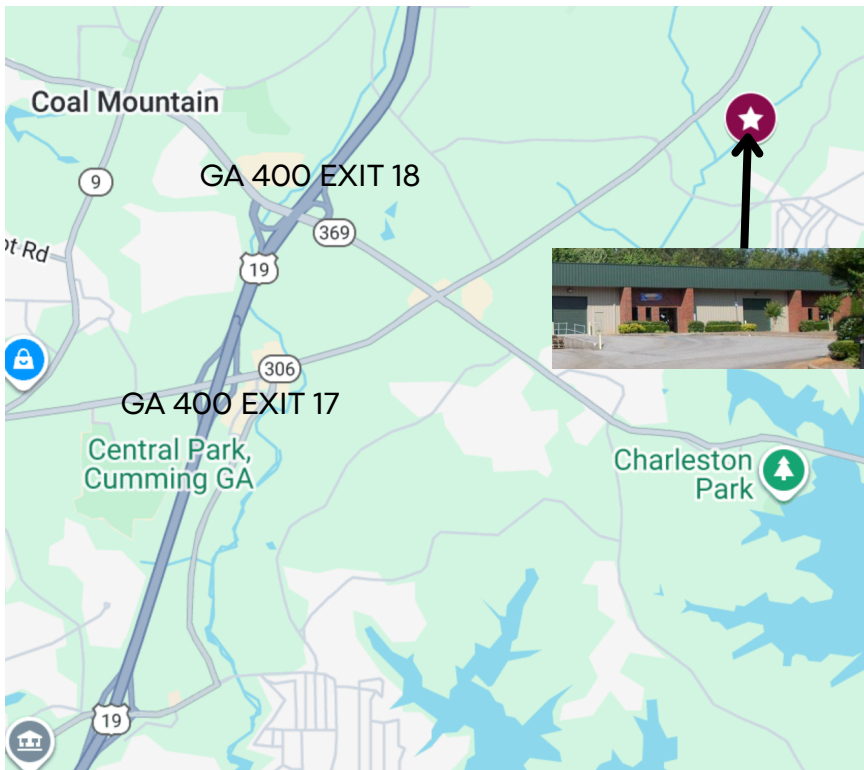 Coal Mountain
GA 400 EXIT 18
9
369
ot Rd
19
306
GA 400 EXIT 17
Central Park,
Cumming GA
Charleston
Park
19